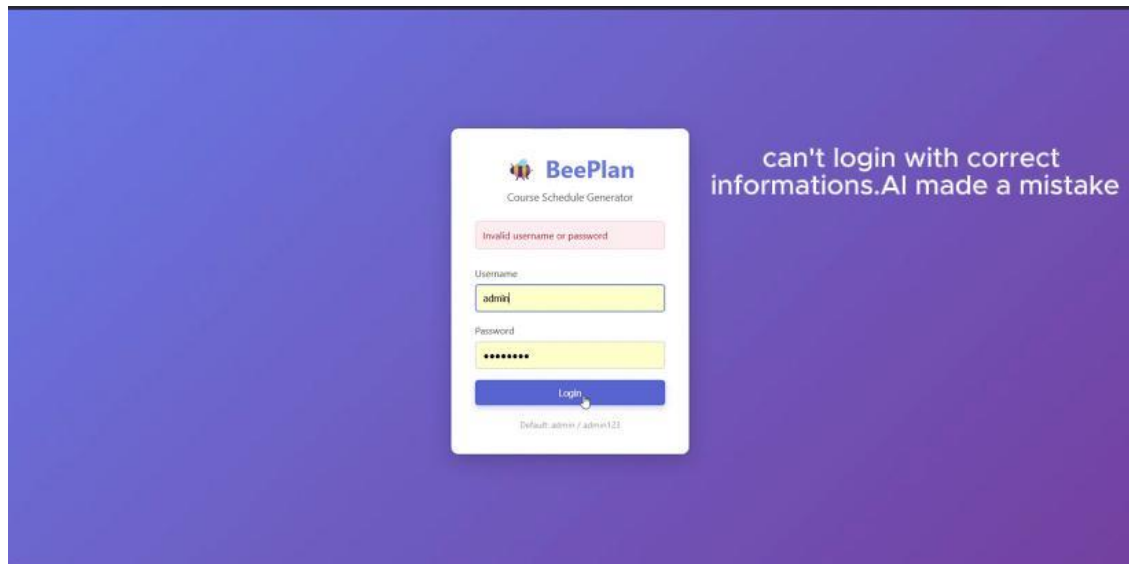 BeePlan
Course Schedule Generator
can't login with correct
informations.AI made a mistake
Invalid username or password
Username
admin
Password
Login
Default: admin / admin123